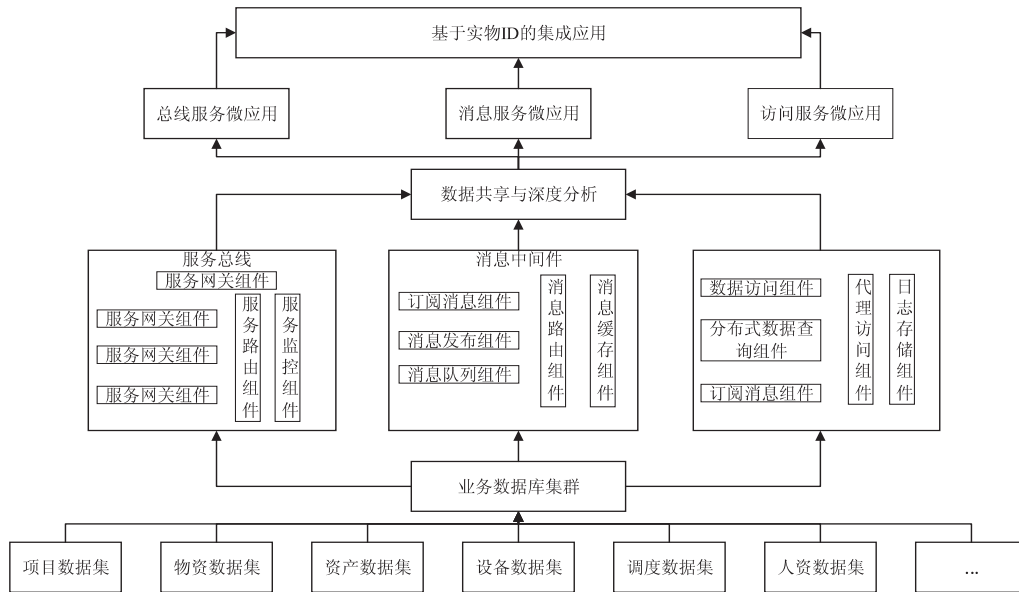 基于实物ID的集成应用
总线服务微应用
消息服务微应用
访问服务微应用
数据共享与深度分析
服务总线
服务网关组件
服务网关组件
服务网关组件
服务网关组件
服务路由组件
服务监控组件
消息中间件
订阅消息组件
消息发布组件
消息队列组件
消息路由组件
消息缓存组件
数据访问组件
分布式数据查
询组件
订阅消息组件
代理访问组件
日志存储组件
业务数据库集群
项目数据集
物资数据集
资产数据集
设备数据集
调度数据集
人资数据集
...